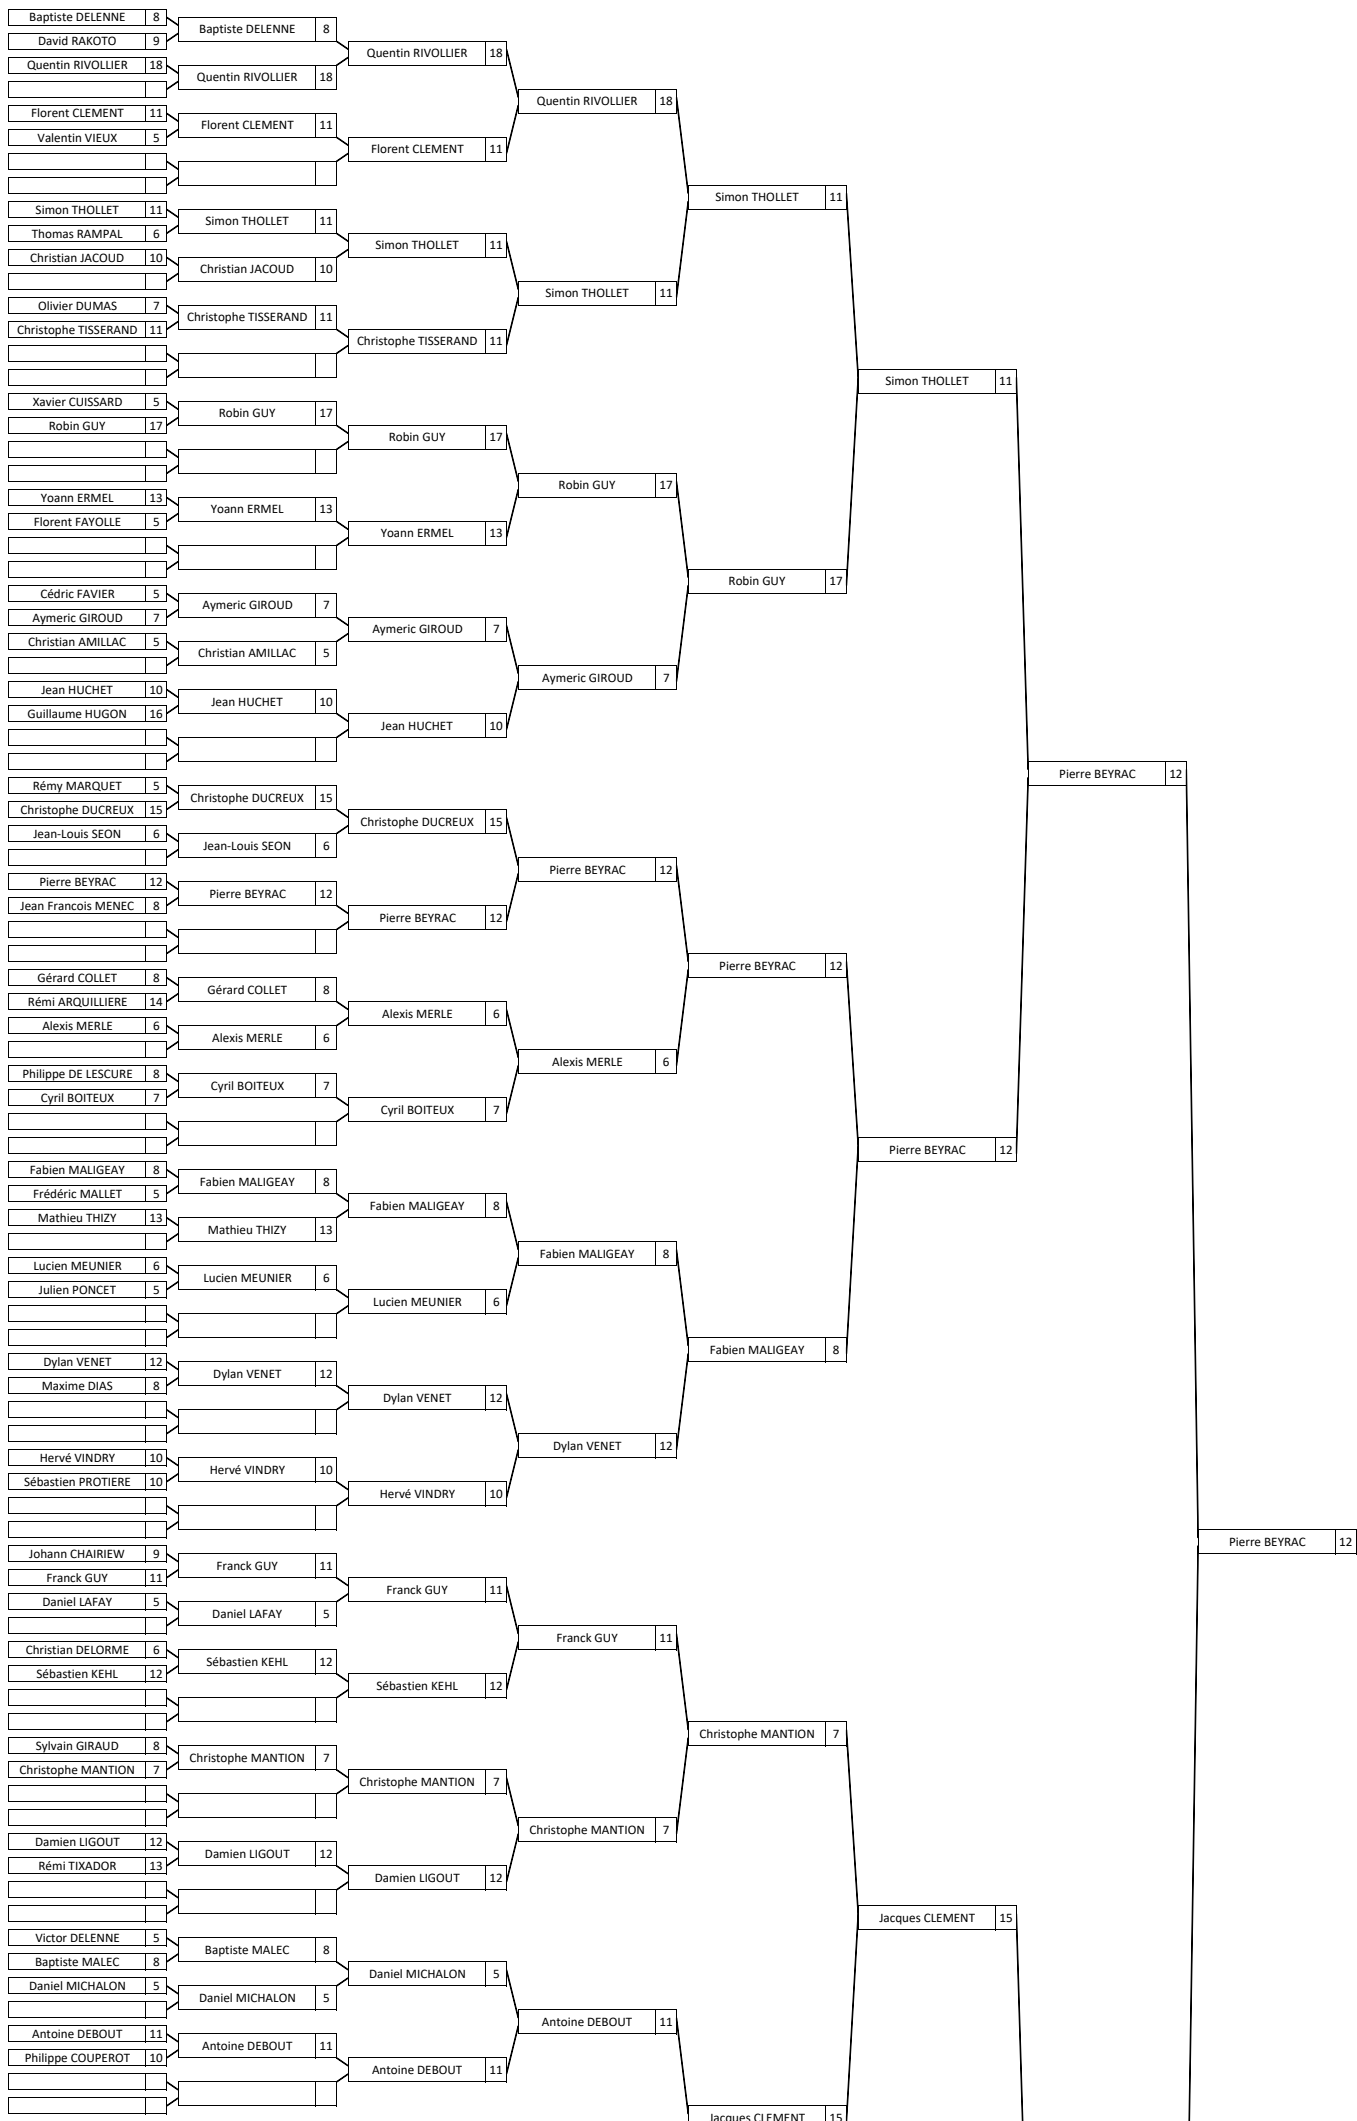 Baptiste DELENNE 8
David RAKOTO 9
Quentin RIVOLLIER 18
Florent CLEMENT 11
Valentin VIEUX 5
Simon THOLLET 11
Thomas RAMPAL 6
Christian JACOUD 10
Olivier DUMAS 7
Christophe TISSERAND 11
Xavier CUISSARD 5
Robin GUY 17
Yoann ERMEL 13
Florent FAYOLLE 5
Cédric FAVIER 5
Aymeric GIROUD 7
Christian AMILLAC 5
Jean HUCHET 10
Guillaume HUGON 16
Rémy MARQUET 5
Christophe DUCREUX 15
Jean-Louis SEON 6
Pierre BEYRAC 12
Jean Francois MENEC 8
Gérard COLLET 8
Rémi ARQUILLIERE 14
Alexis MERLE 6
Philippe DE LESCURE 8
Cyril BOITEUX 7
Fabien MALIGEAY 8
Frédéric MALLET 5
Mathieu THIZY 13
Lucien MEUNIER 6
Julien PONCET 5
Dylan VENET 12
Maxime DIAS 8
Hervé VINDRY 10
Sébastien PROTIERE 10
Johann CHAIRIEW 9
Franck GUY 11
Daniel LAFAY 5
Christian DELORME 6
Sébastien KEHL 12
Sylvain GIRAUD 8
Christophe MANTION 7
Damien LIGOUT 12
Rémi TIXADOR 13
Victor DELENNE 5
Baptiste MALEC 8
Daniel MICHALON 5
Antoine DEBOUT 11
Philippe COUPEROT 10
Baptiste DELENNE 8
Quentin RIVOLLIER 18
Florent CLEMENT 11
Simon THOLLET 11
Christian JACOUD 10
Christophe TISSERAND 11
Robin GUY 17
Yoann ERMEL 13
Aymeric GIROUD 7
Christian AMILLAC 5
Jean HUCHET 10
Christophe DUCREUX 15
Jean-Louis SEON 6
Pierre BEYRAC 12
Gérard COLLET 8
Alexis MERLE 6
Cyril BOITEUX 7
Fabien MALIGEAY 8
Mathieu THIZY 13
Lucien MEUNIER 6
Dylan VENET 12
Hervé VINDRY 10
Franck GUY 11
Daniel LAFAY 5
Sébastien KEHL 12
Christophe MANTION 7
Damien LIGOUT 12
Baptiste MALEC 8
Daniel MICHALON 5
Antoine DEBOUT 11
Quentin RIVOLLIER 18
Florent CLEMENT 11
Simon THOLLET 11
Christophe TISSERAND 11
Robin GUY 17
Yoann ERMEL 13
Aymeric GIROUD 7
Jean HUCHET 10
Christophe DUCREUX 15
Pierre BEYRAC 12
Alexis MERLE 6
Cyril BOITEUX 7
Fabien MALIGEAY 8
Lucien MEUNIER 6
Dylan VENET 12
Hervé VINDRY 10
Franck GUY 11
Sébastien KEHL 12
Christophe MANTION 7
Damien LIGOUT 12
Daniel MICHALON 5
Antoine DEBOUT 11
Quentin RIVOLLIER 18
Simon THOLLET 11
Robin GUY 17
Aymeric GIROUD 7
Pierre BEYRAC 12
Alexis MERLE 6
Fabien MALIGEAY 8
Dylan VENET 12
Franck GUY 11
Christophe MANTION 7
Antoine DEBOUT 11
Simon THOLLET 11
Robin GUY 17
Pierre BEYRAC 12
Fabien MALIGEAY 8
Christophe MANTION 7
Jacques CLEMENT 15
Simon THOLLET 11
Pierre BEYRAC 12
Jacques CLEMENT 15
Pierre BEYRAC 12
Pierre BEYRAC 12